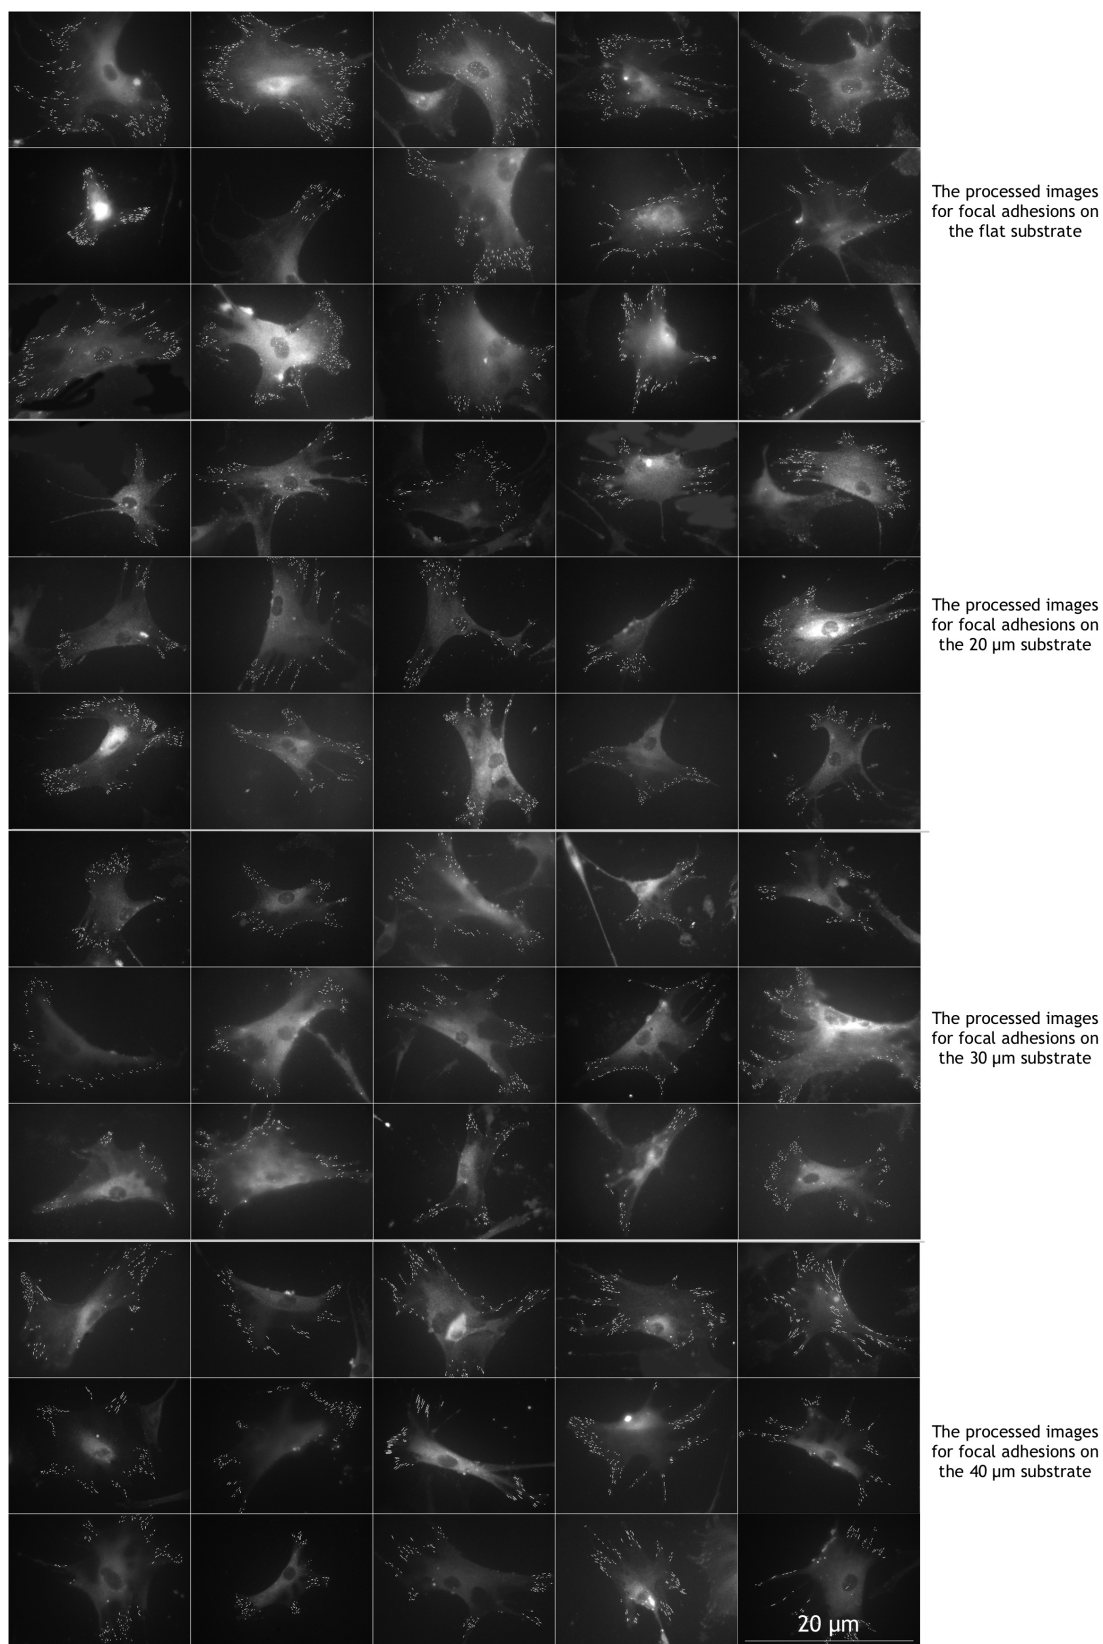 The processed images
for focal adhesions on
the flat substrate
The processed images
for focal adhesions on
the 20 µm substrate
The processed images
for focal adhesions on
the 30 µm substrate
The processed images
for focal adhesions on
the 40 µm substrate
20 µm